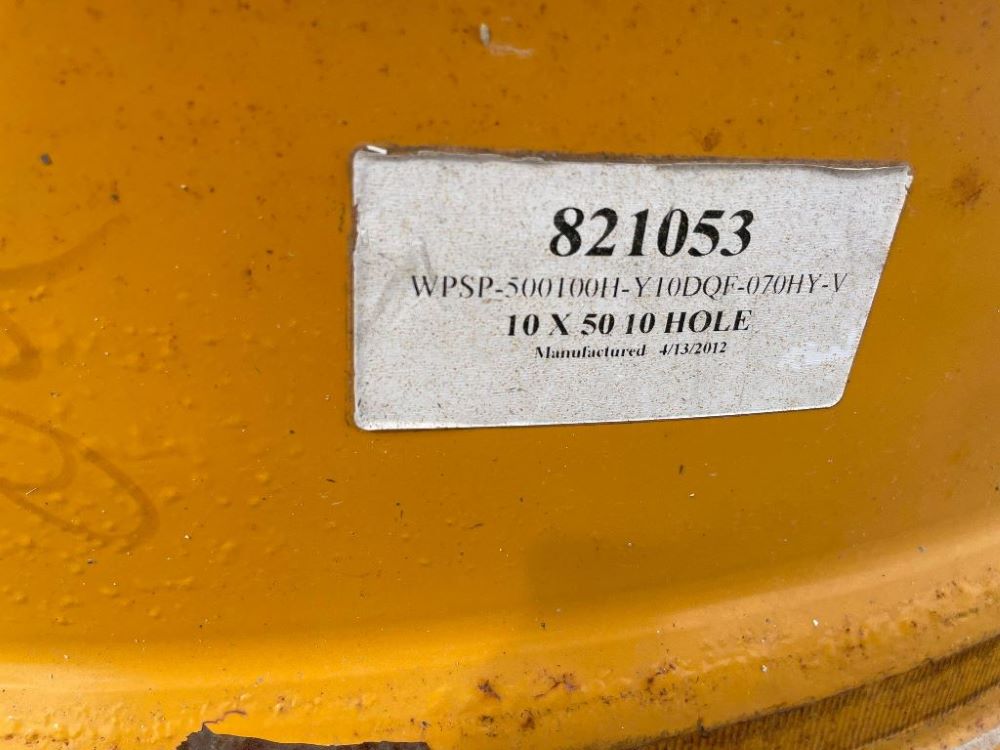 821053
WPSP-500100H-Y10DQF-070HY-V
10 X 50 10 HOLE
Manufactured 4/13/2012